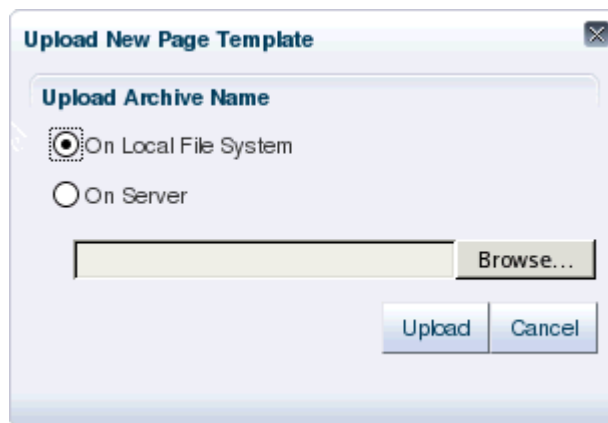 Upload New Page Template
Upload Archive Name
On Local File System
On Server
Browse...
Upload Cancel